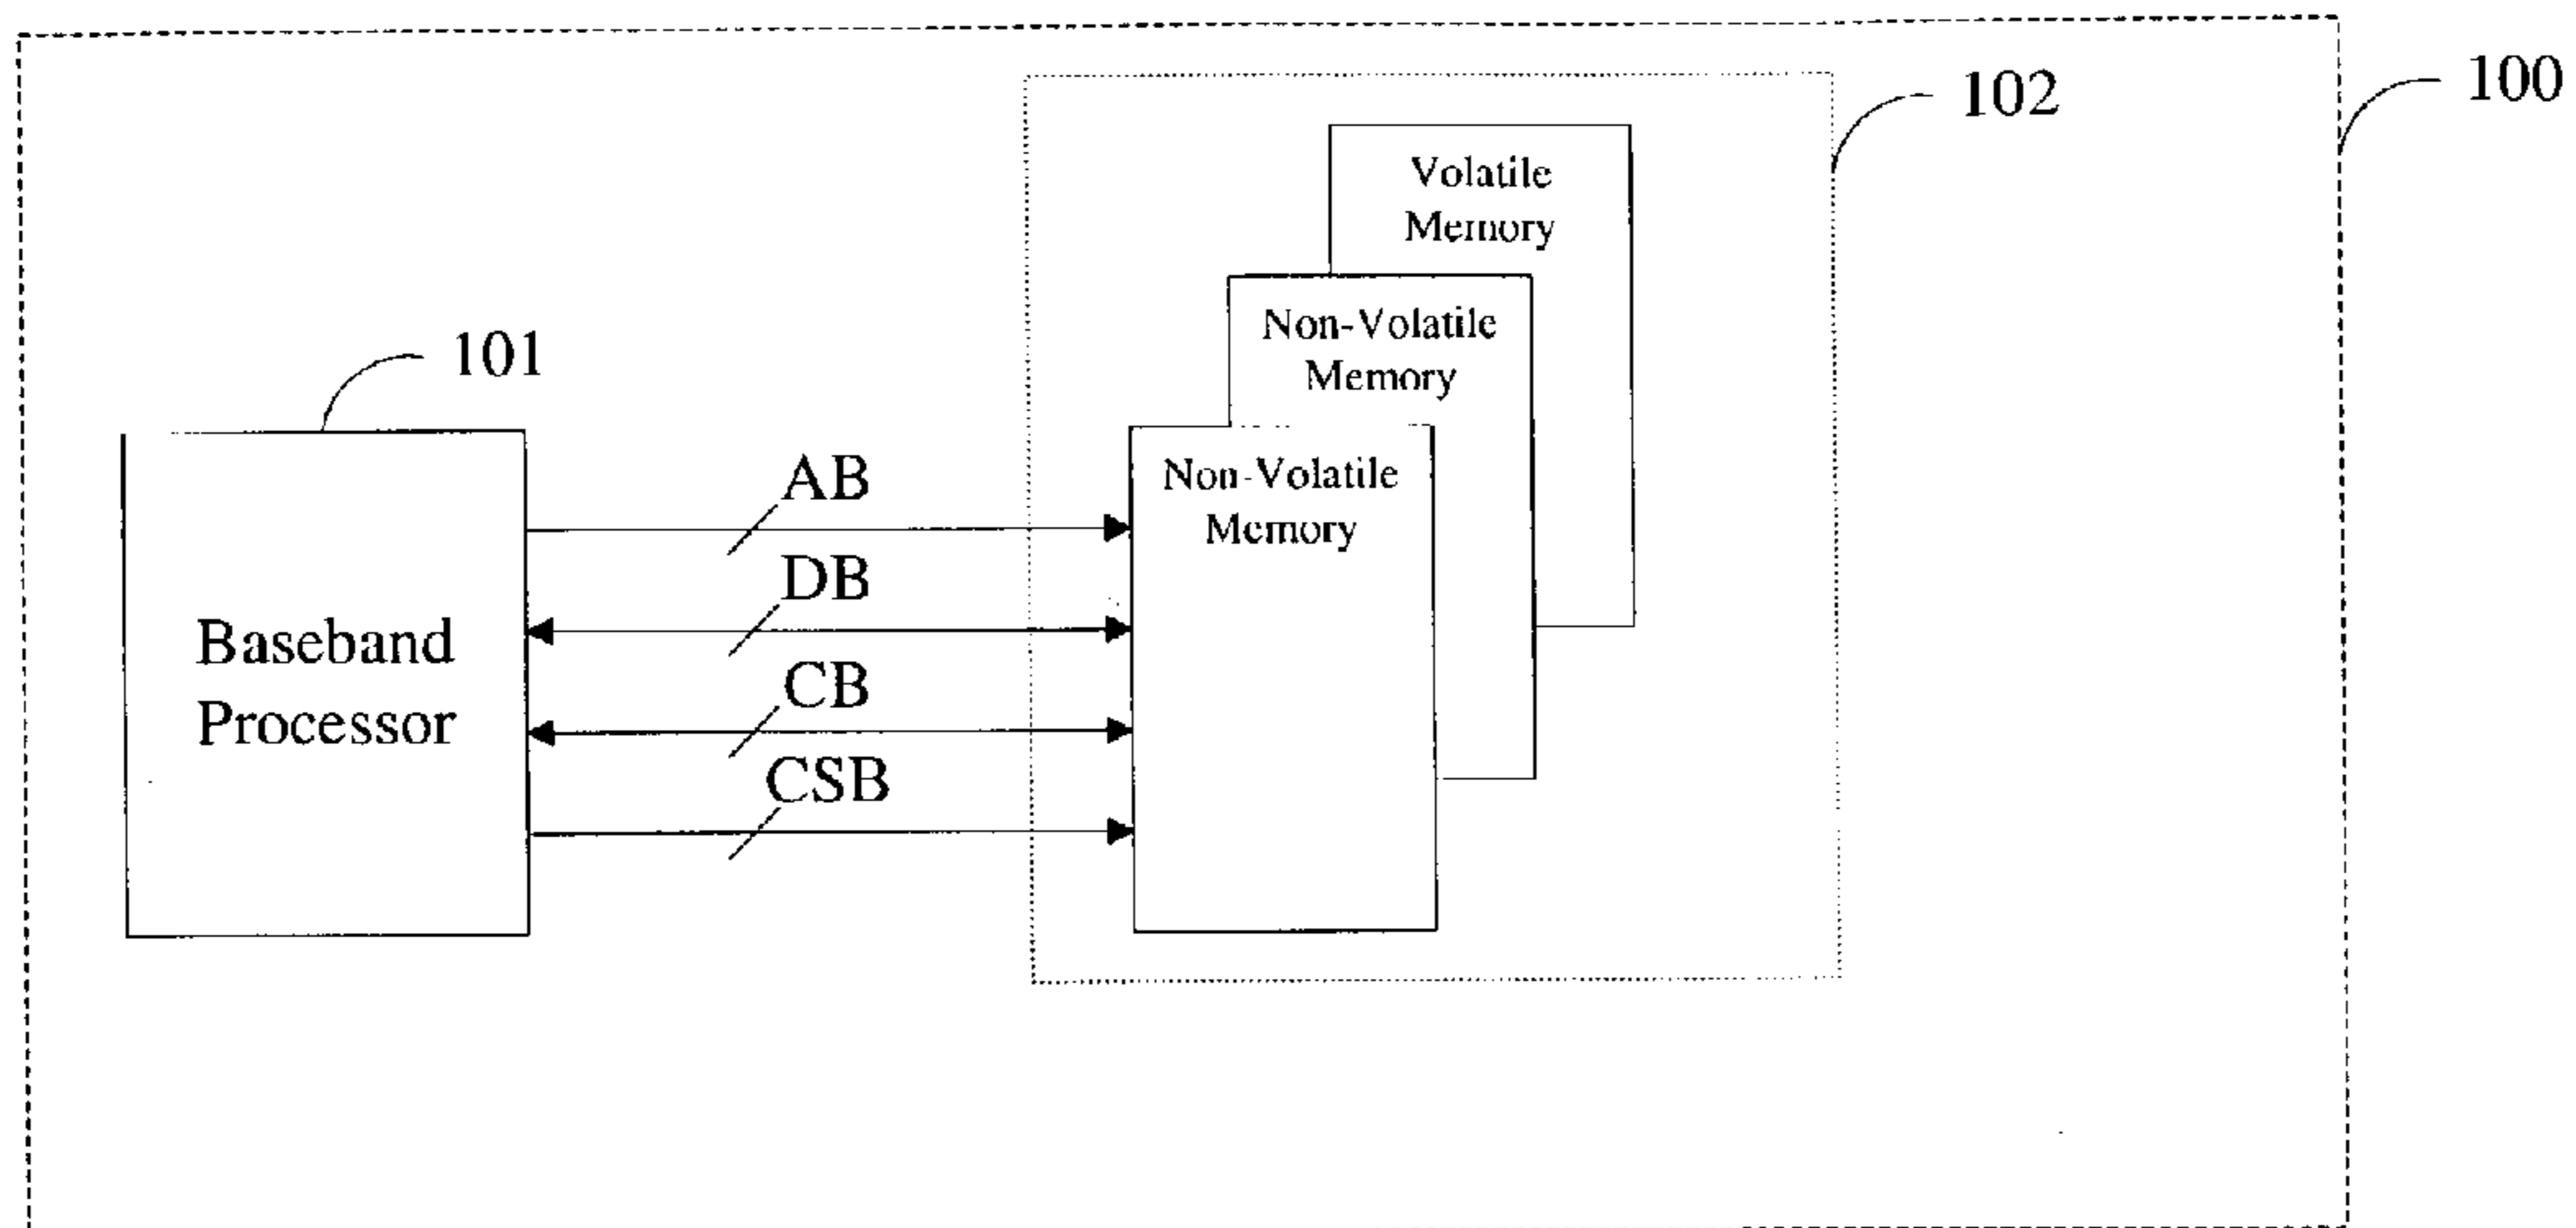 100
102
Volatile
Memory
Non-Volatile
Memory
101
Non-Volatile
Memory
AB
DB
CB
CSB
Baseband
Processor